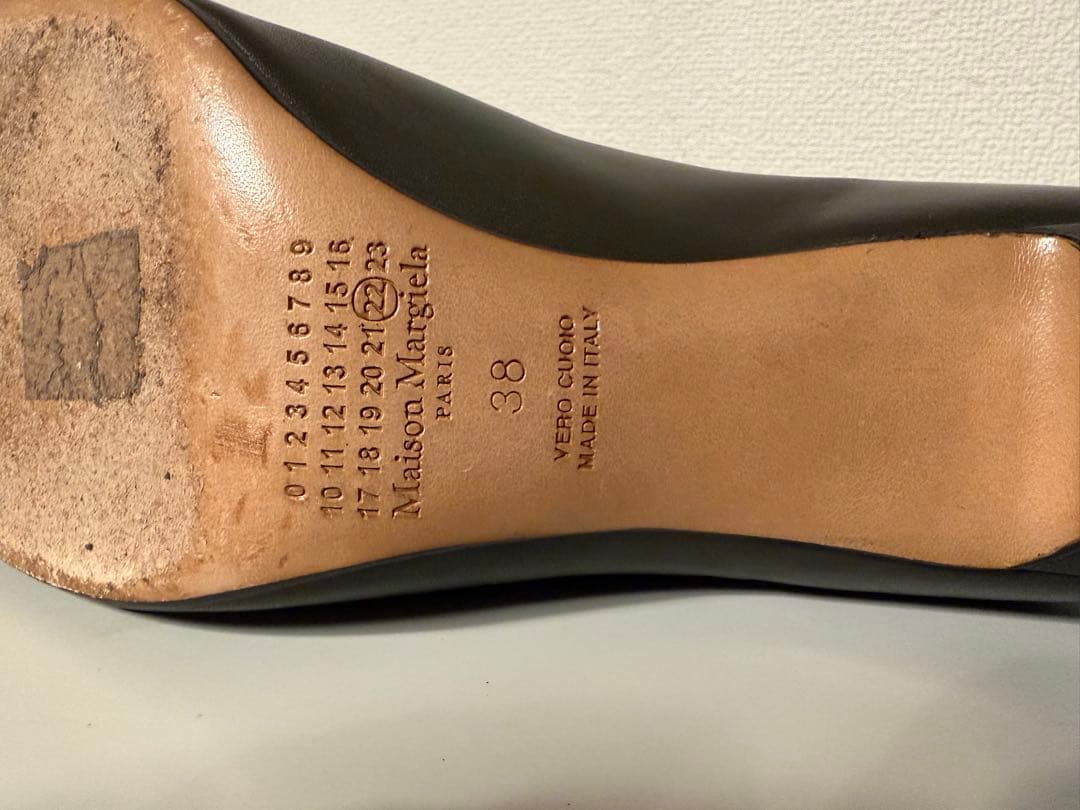 0 1 2 3 4 5 6 7 8 9
10 11 12 13 14 15 16
17 18 19 20 21 22 23
Maison Margiela
PARIS
38
VERO CUOIO
MADE IN ITALY